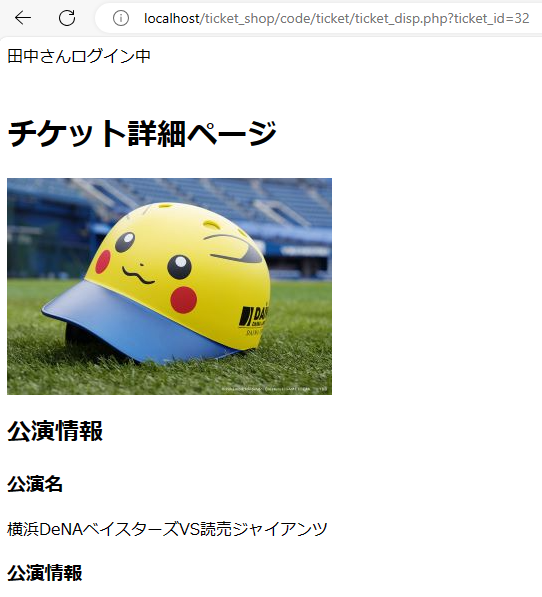 localhost/ticket_shop/code/ticket/ticket_disp.php?ticket_id=32
田中さんログイン中
チケット詳細ページ
公演情報
公演名
横浜DeNAベイスターズVS読売ジャイアンツ
公演情報